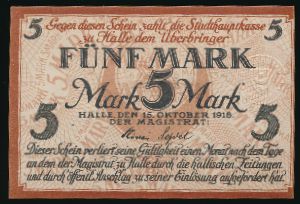 5 Gegen diesen Schein zahlt die Stadthauptkasse 5
zu Halle dem Überbringer
FÜNF MARK
Mark 5 Mark
HALLE, DEN 15. OKTOBER 1918
DER MAGISTRAT:
5 5
Dieser Schein verliert seine Gültigkeit einen Monat nach dem Tage
an dem der Magistrat zu Halle durch die hallischen Zeitungen
und durch öffentl. Anschlag zu seiner Einlösung aufgefordert hat.